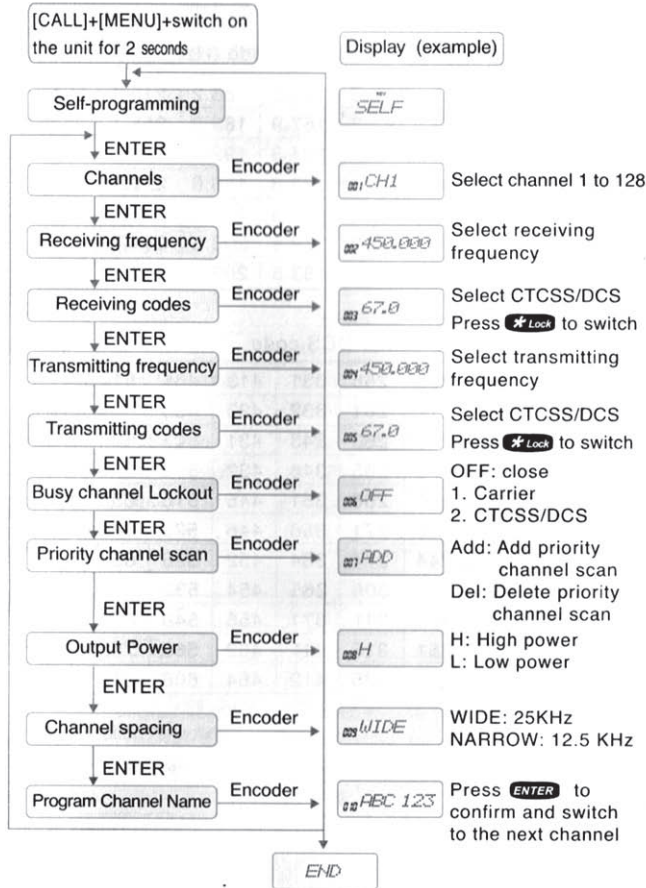 [CALL]+[MENU]+switch on
the unit for 2 seconds
Display (example)
Self-programming
KEY
SELF
ENTER
Channels
Encoder
001 CH1
Select channel 1 to 128
ENTER
Receiving frequency
Encoder
002 450.000
Select receiving
frequency
ENTER
Receiving codes
Encoder
003 67.0
Select CTCSS/DCS
Press * Lock to switch
ENTER
Transmitting frequency
Encoder
004 450.000
Select transmitting
frequency
ENTER
Transmitting codes
Encoder
005 67.0
Select CTCSS/DCS
Press * Lock to switch
ENTER
Busy channel Lockout
Encoder
006 OFF
OFF: close
1. Carrier
2. CTCSS/DCS
ENTER
Priority channel scan
Encoder
007 ADD
Add: Add priority
channel scan
Del: Delete priority
channel scan
ENTER
Output Power
Encoder
008 H
H: High power
L: Low power
ENTER
Channel spacing
Encoder
009 WIDE
WIDE: 25KHz
NARROW: 12.5 KHz
ENTER
Program Channel Name
Encoder
010 ABC 123
Press ENTER to
confirm and switch
to the next channel
END